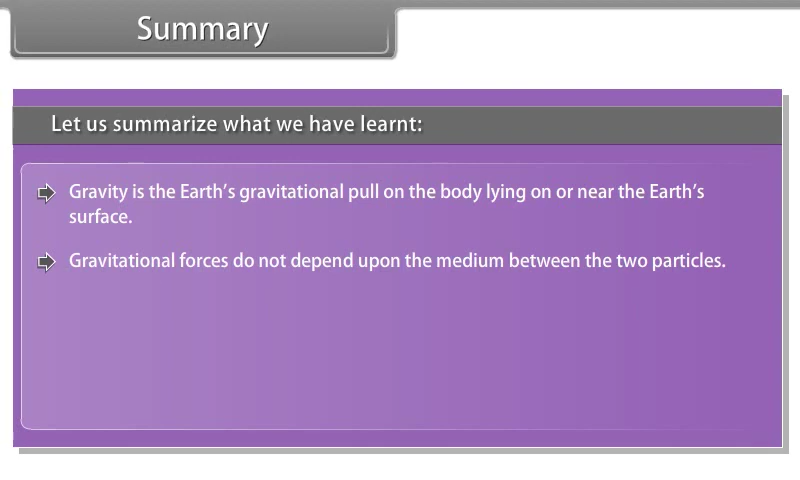 Summary
Let us summarize what we have learnt:
Gravity is the Earth's gravitational pull on the body lying on or near the Earth's
surface.
Gravitational forces do not depend upon the medium between the two particles.